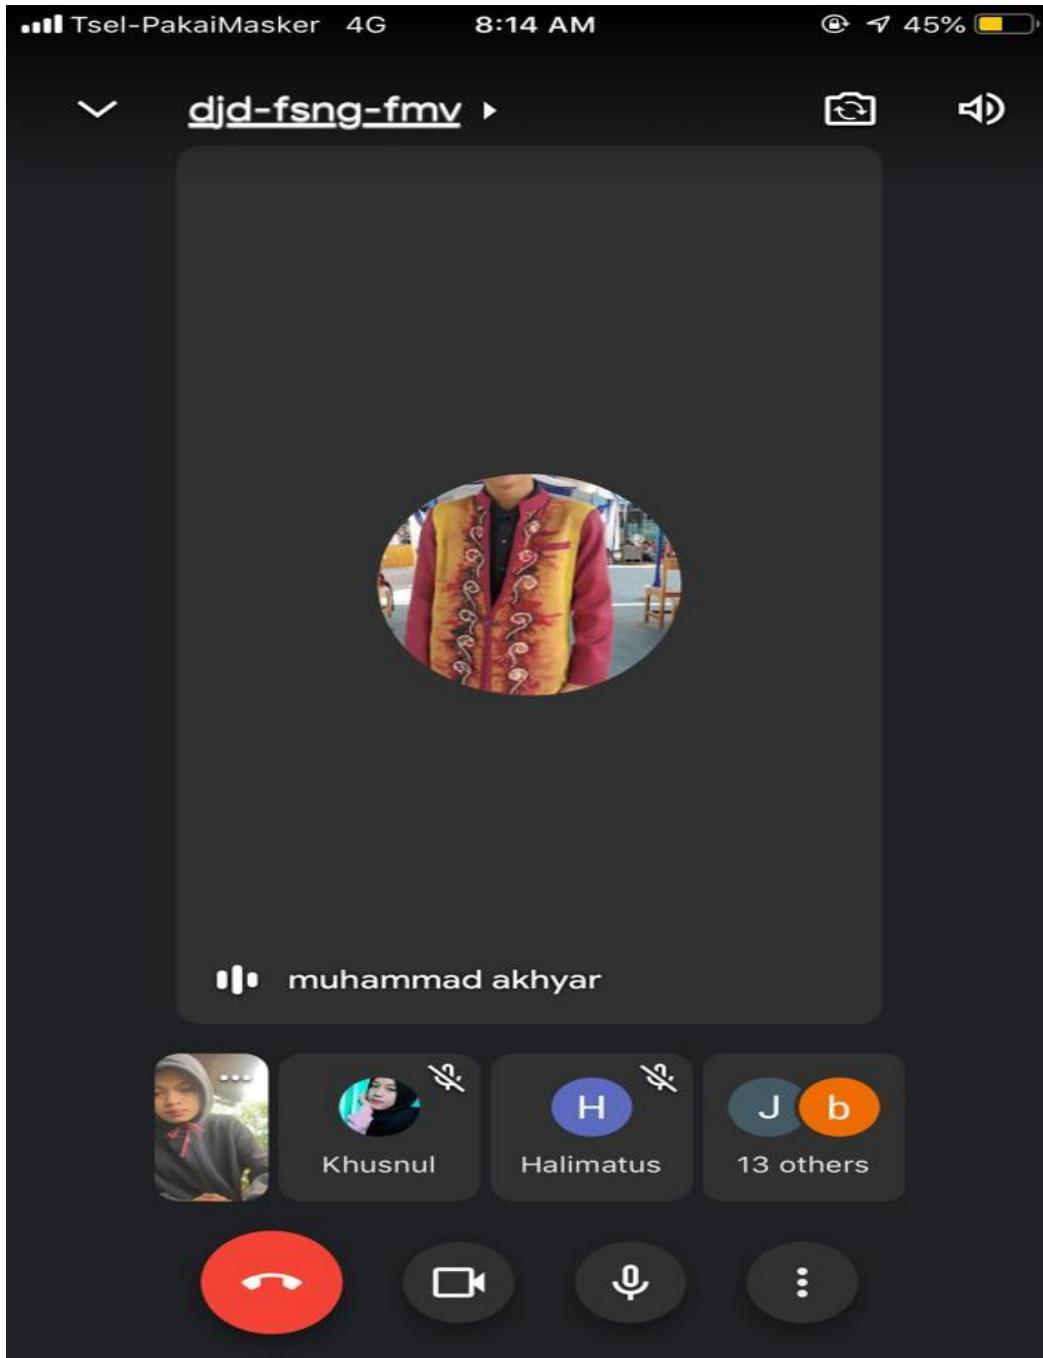 Tsel-PakaiMasker 4G 8:14 AM 45%
djd-fsng-fmv
muhammad akhyar
H J b
Khusnul Halimatus 13 others